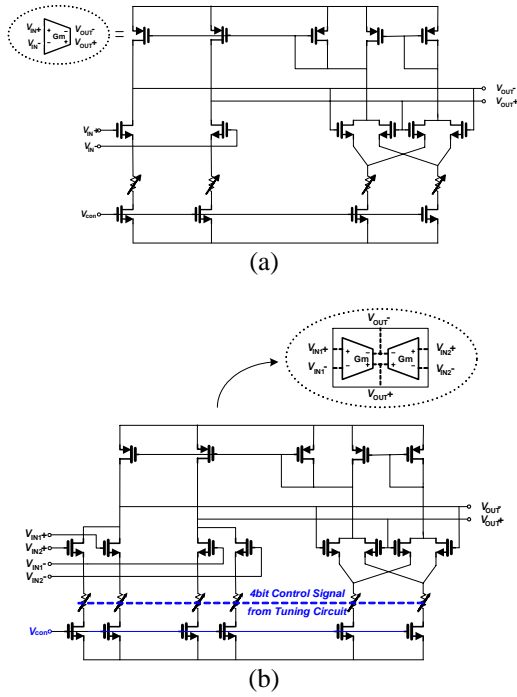 VIN+
VIN-
+
-
Gm
-
+
VOUT-
VOUT+
=
VOUT-
VOUT+
VIN+
VIN-
Vcon
(a)
VOUT-
VIN1+
VIN1-
+
-
Gm
-
+
-
+
Gm
+
-
VIN2+
VIN2-
VOUT+
VOUT-
VOUT+
VIN1+
VIN2+
VIN1-
VIN2-
4bit Control Signal
from Tuning Circuit
Vcon
(b)